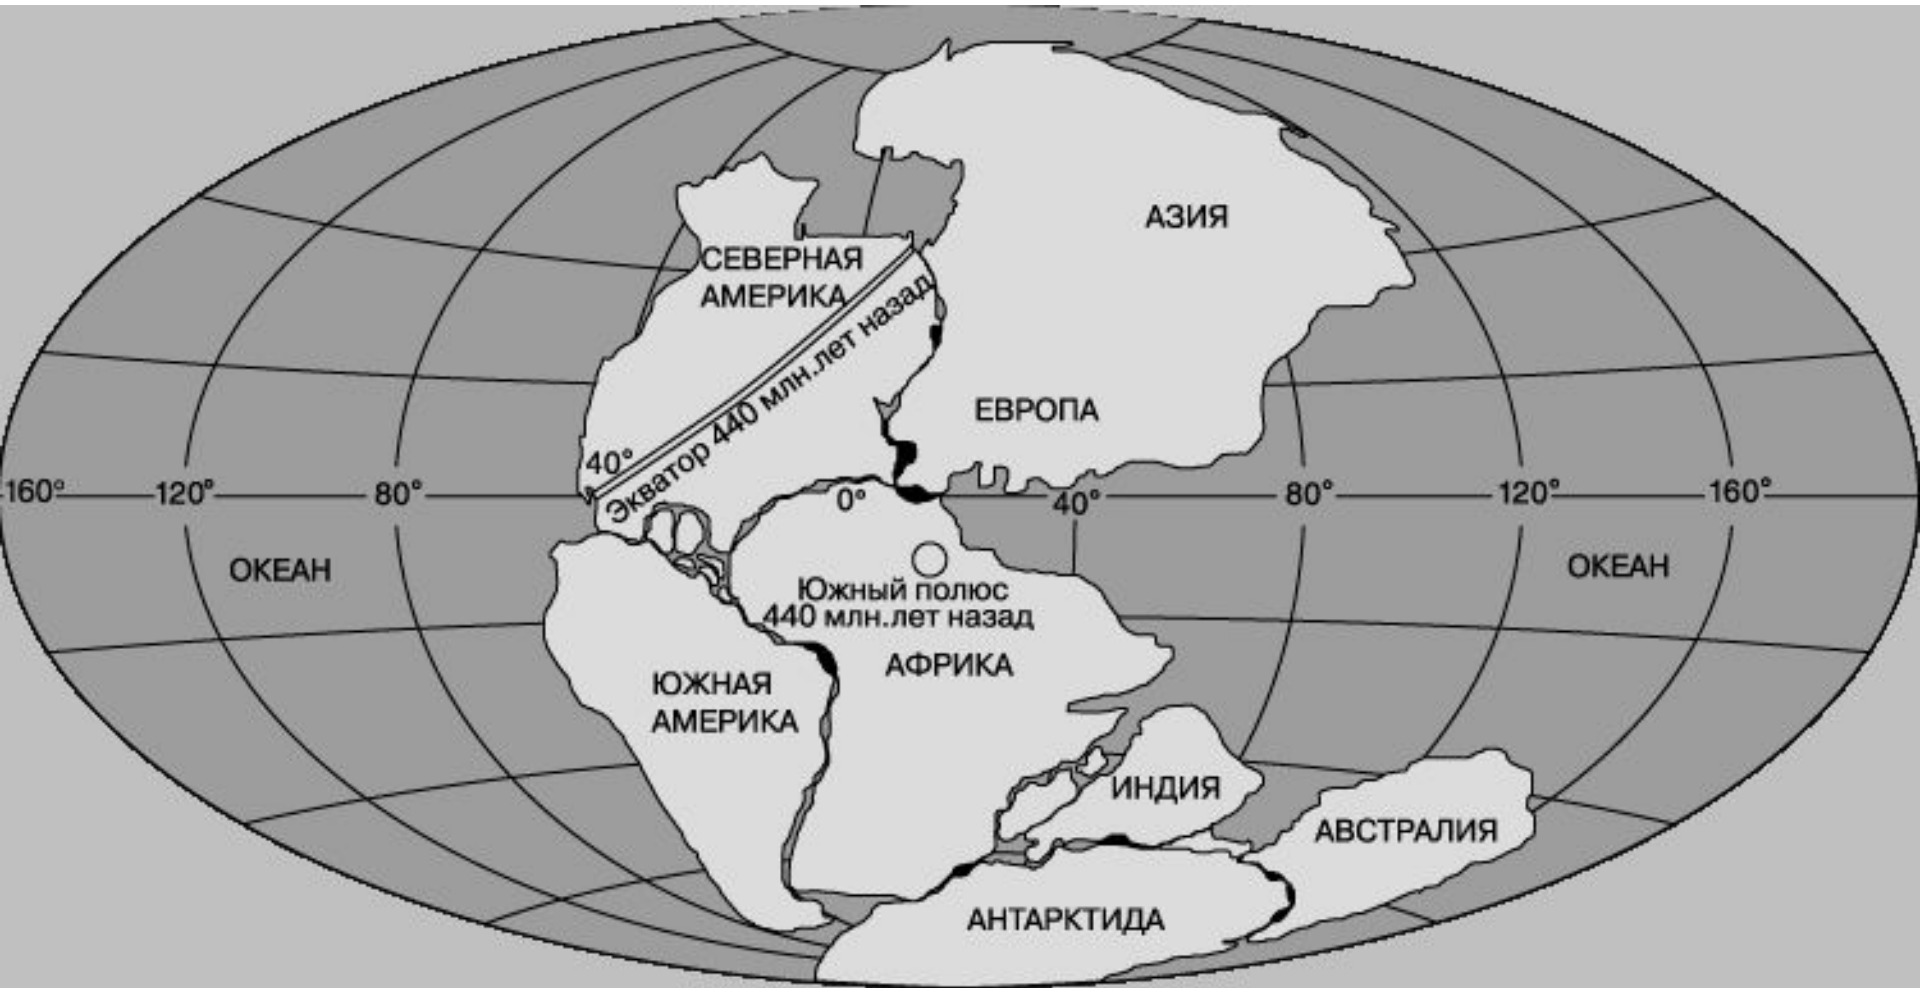 АЗИЯ
СЕВЕРНАЯ
АМЕРИКА
Экватор 440 млн.лет назад
ЕВРОПА
40°
160°
120°
80°
0°
40°
80°
120°
160°
ОКЕАН
ОКЕАН
Южный полюс
440 млн.лет назад
АФРИКА
ЮЖНАЯ
АМЕРИКА
ИНДИЯ
АВСТРАЛИЯ
АНТАРКТИДА